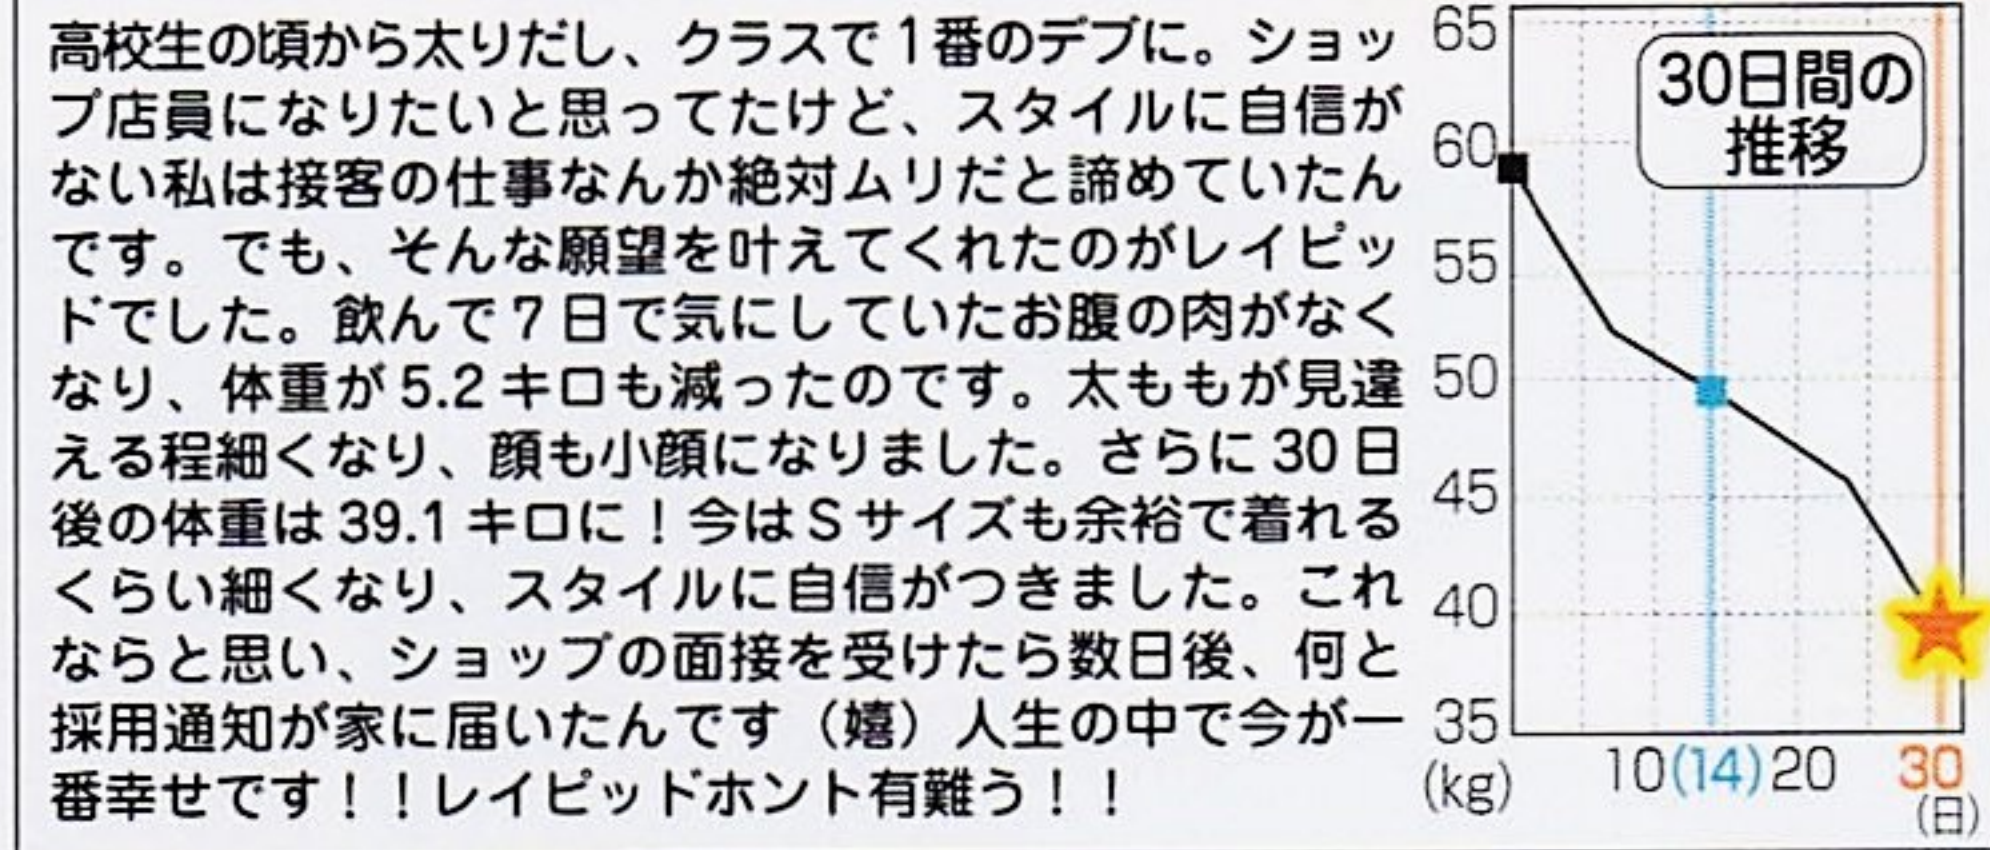 高校生の頃から太りだし、クラスで1番のデブに。ショッ
プ店員になりたいと思ってたけど、スタイルに自信が
ない私は接客の仕事なんか絶対ムリだと諦めていたん
です。でも、そんな願望を叶えてくれたのがレイピッ
ドでした。飲んで7日で気にしていたお腹の肉がなく
なり、体重が5.2キロも減ったのです。太ももが見違
える程細くなり、顔も小顔になりました。さらに30日
後の体重は39.1キロに！今はSサイズも余裕で着れる
くらい細くなり、スタイルに自信がつきました。これ
ならと思い、ショップの面接を受けたら数日後、何と
採用通知が家に届いたんです（嬉）人生の中で今が一
番幸せです！！レイピッドホント有難う！！
30日間の
推移
65
60
55
50
45
40
35
(kg)
10(14)20 30
(日)